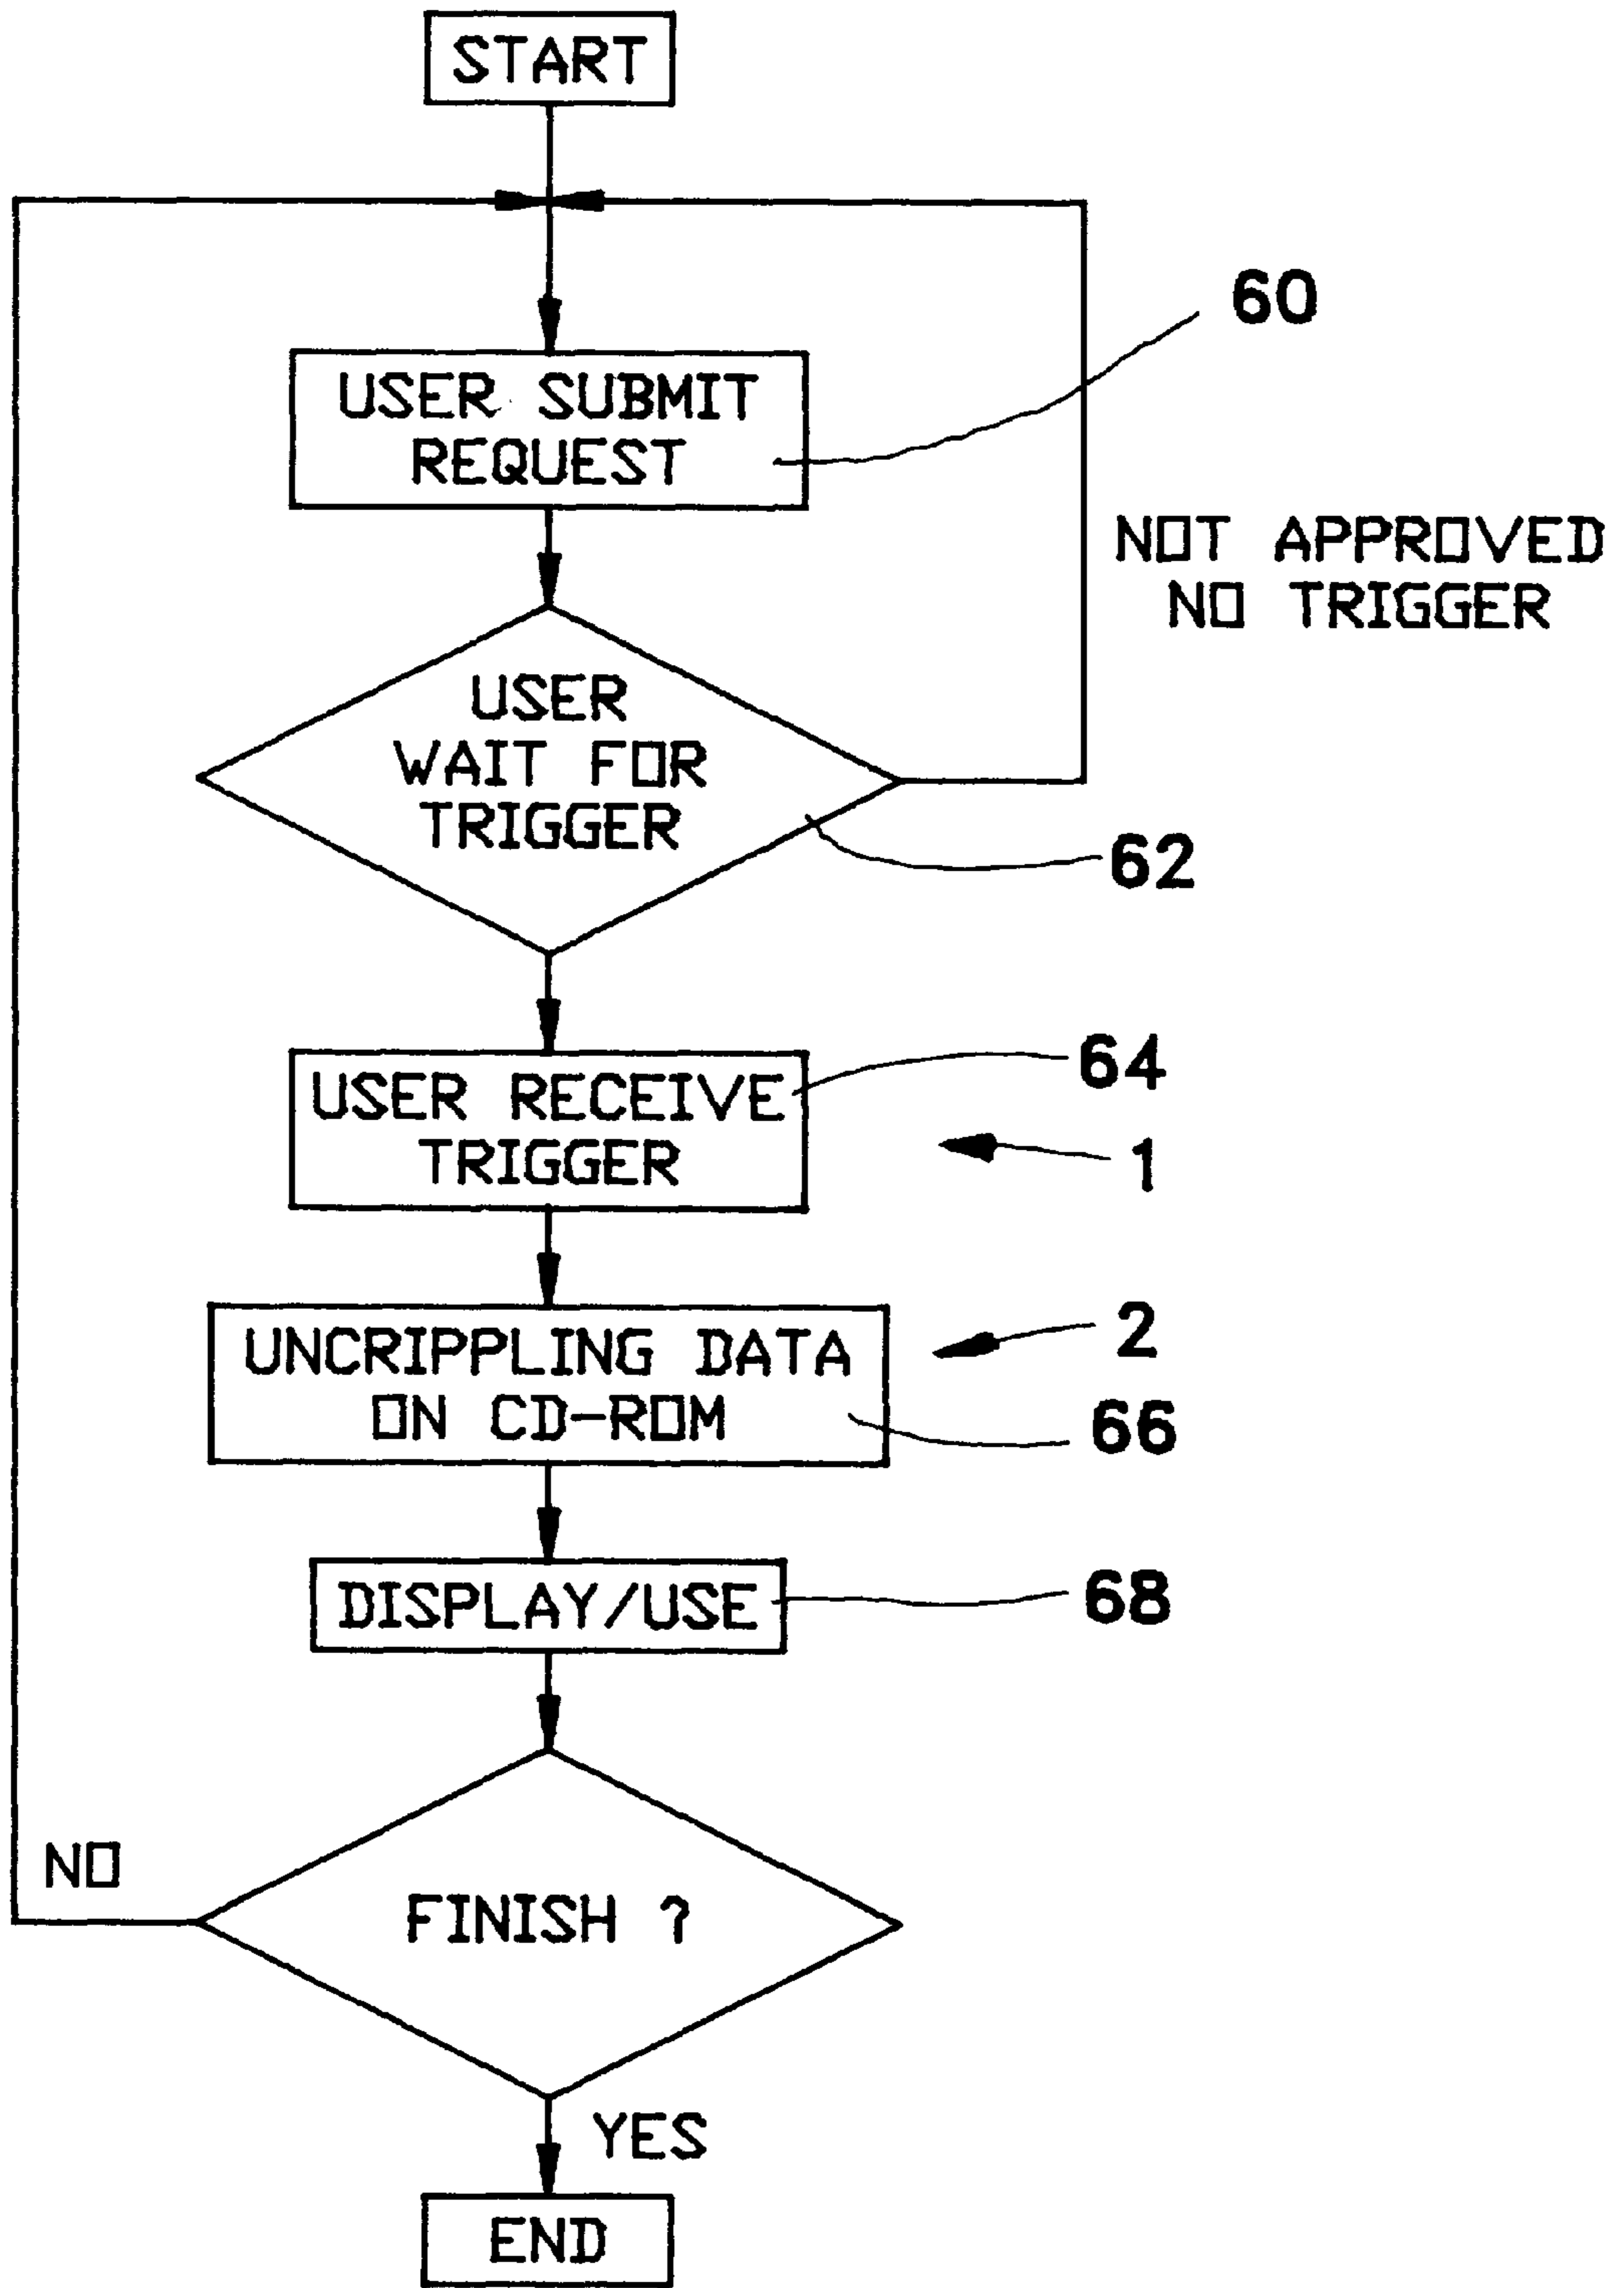 START
60
USER SUBMIT
REQUEST
NOT APPROVED
NO TRIGGER
USER
WAIT FOR
TRIGGER
62
64
USER RECEIVE
TRIGGER
1
2
UNCRIPPLING DATA
ON CD-ROM
66
DISPLAY/USE
68
NO
FINISH ?
YES
END